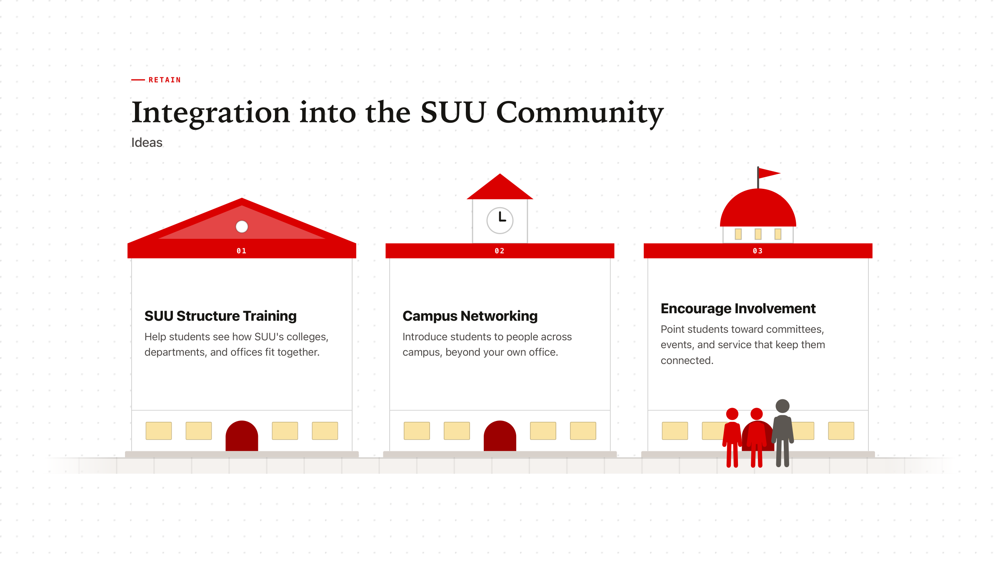 RETAIN
Integration into the SUU Community
Ideas
01
SUU Structure Training
Help students see how SUU's colleges,
departments, and offices fit together.
02
Campus Networking
Introduce students to people across
campus, beyond your own office.
03
Encourage Involvement
Point students toward committees,
events, and service that keep them
connected.